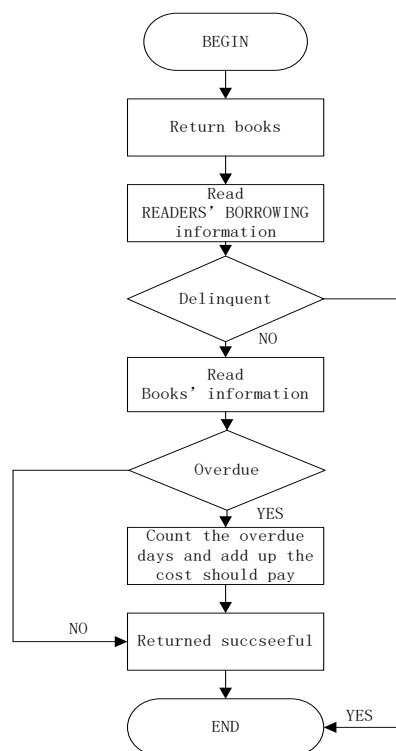 BEGIN
Return books
Read
READERS’ BORROWING
information
Delinquent
NO
Read
Books’ information
Overdue
YES
Count the overdue
days and add up the
cost should pay
NO
Returned succseeful
END
YES